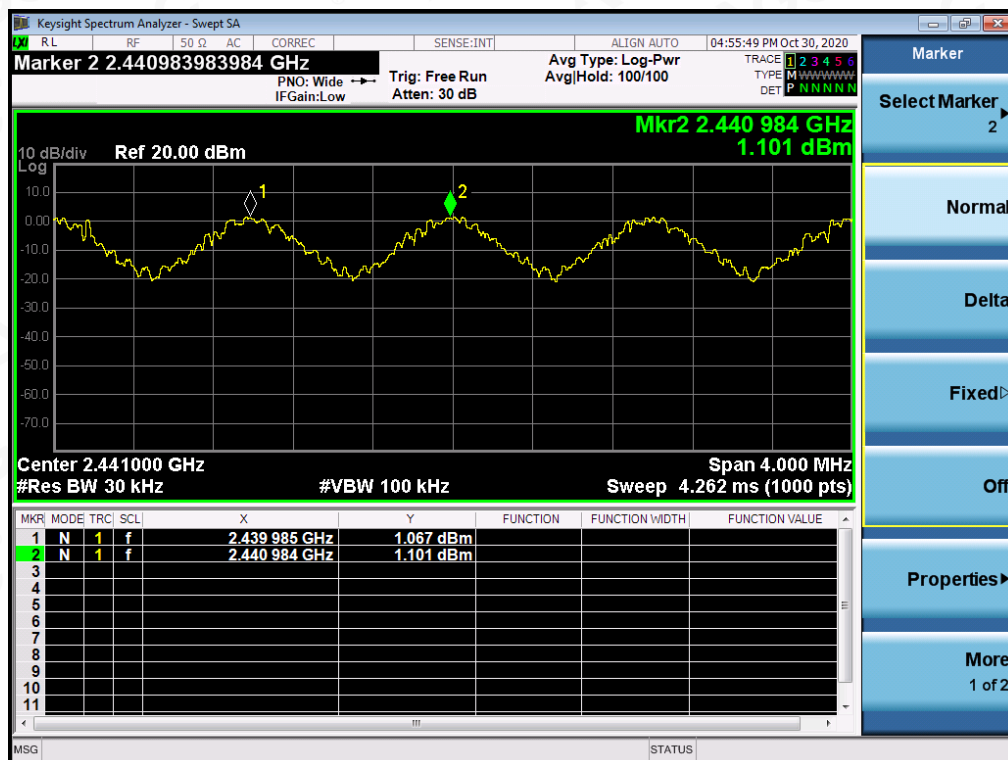 Keysight Spectrum Analyzer - Swept SA
LXI RL RF 50 Ω AC CORREC SENSE:INT ALIGN AUTO 04:55:49 PM Oct 30, 2020
Marker 2 2.440983983984 GHz
PNO: Wide
IFGain:Low
Trig: Free Run
Atten: 30 dB
Avg Type: Log-Pwr
Avg|Hold: 100/100
TRACE 1 2 3 4 5 6
TYPE M WWWWW
DET P N N N N N
Mkr2 2.440 984 GHz
1.101 dBm
10 dB/div Ref 20.00 dBm
Log
10.0
0.00
-10.0
-20.0
-30.0
-40.0
-50.0
-60.0
-70.0
1
2
Center 2.441000 GHz Span 4.000 MHz
#Res BW 30 kHz #VBW 100 kHz Sweep 4.262 ms (1000 pts)
MKR MODE TRC SCL X Y FUNCTION FUNCTION WIDTH FUNCTION VALUE
1 N 1 f 2.439 985 GHz 1.067 dBm
2 N 1 f 2.440 984 GHz 1.101 dBm
3
4
5
6
7
8
9
10
11
MSG STATUS
Marker
Select Marker
2
Normal
Delta
Fixed
Off
Properties
More
1 of 2